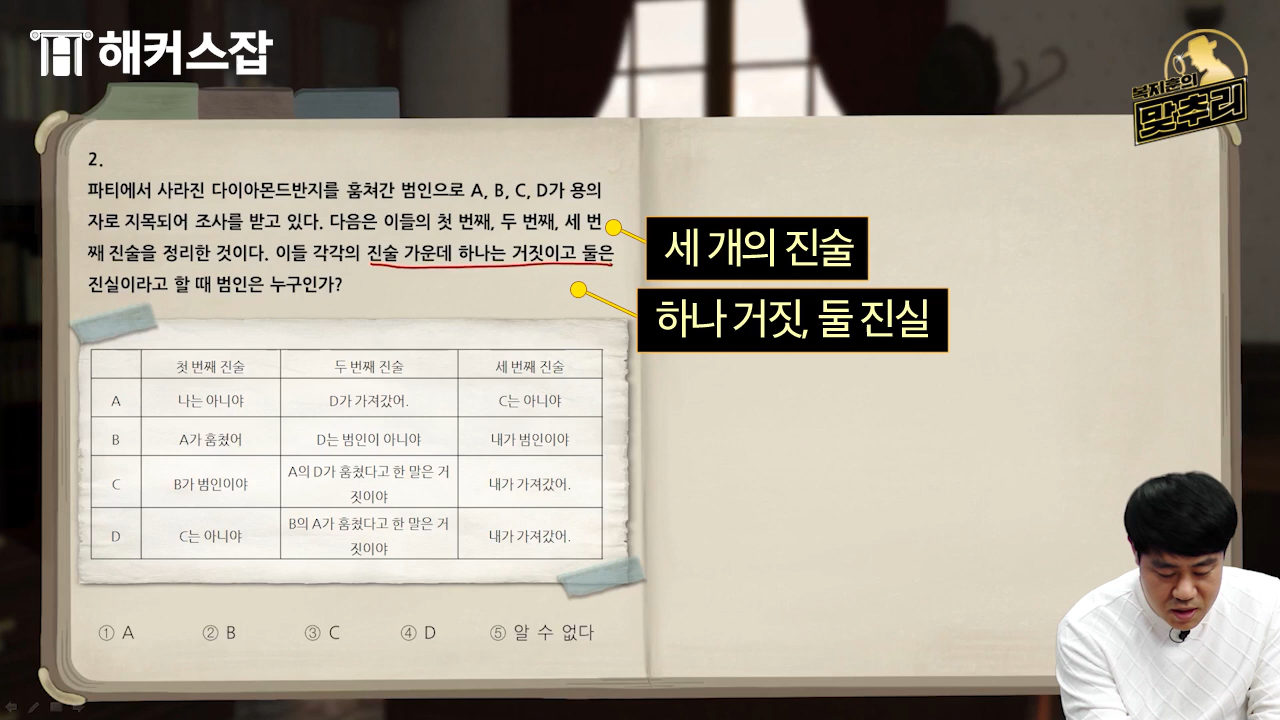 해커스잡
복지훈의
맛추리
2.
파티에서 사라진 다이아몬드반지를 훔쳐간 범인으로 A, B, C, D가 용의
자로 지목되어 조사를 받고 있다. 다음은 이들의 첫 번째, 두 번째, 세 번
째 진술을 정리한 것이다. 이들 각각의 진술 가운데 하나는 거짓이고 둘은
진실이라고 할 때 범인은 누구인가?
세 개의 진술
하나 거짓, 둘 진실
첫 번째 진술 두 번째 진술 세 번째 진술
A 나는 아니야 D가 가져갔어. C는 아니야
B A가 훔쳤어 D는 범인이 아니야 내가 범인이야
C B가 범인이야 A의 D가 훔쳤다고 한 말은 거 내가 가져갔어.
짓이야
D C는 아니야 B의 A가 훔쳤다고 한 말은 거 내가 가져갔어.
짓이야
① A ② B ③ C ④ D ⑤ 알 수 없다